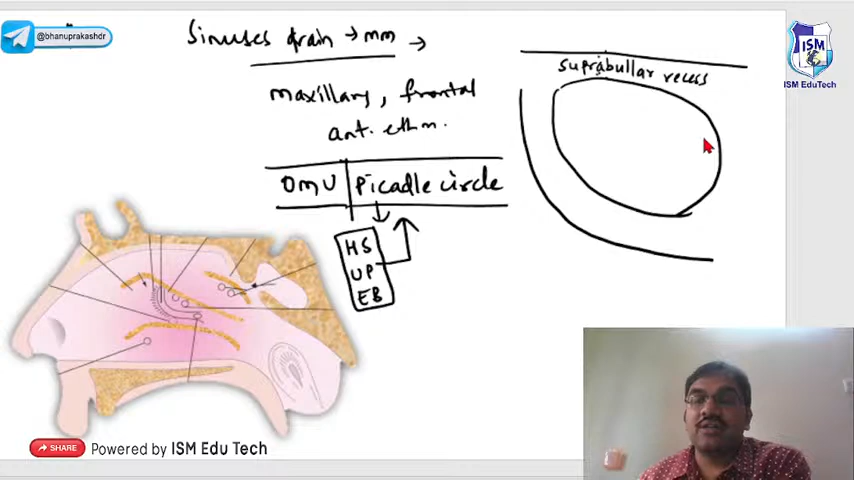 @bhanuprakashdr
Sinuses drain → mm →
maxillary, frontal
ant. ethm.
OMU | Picadle circle
HS
UP
EB
suprabullar recess
ISM
ISM EduTech
SHARE
Powered by ISM Edu Tech